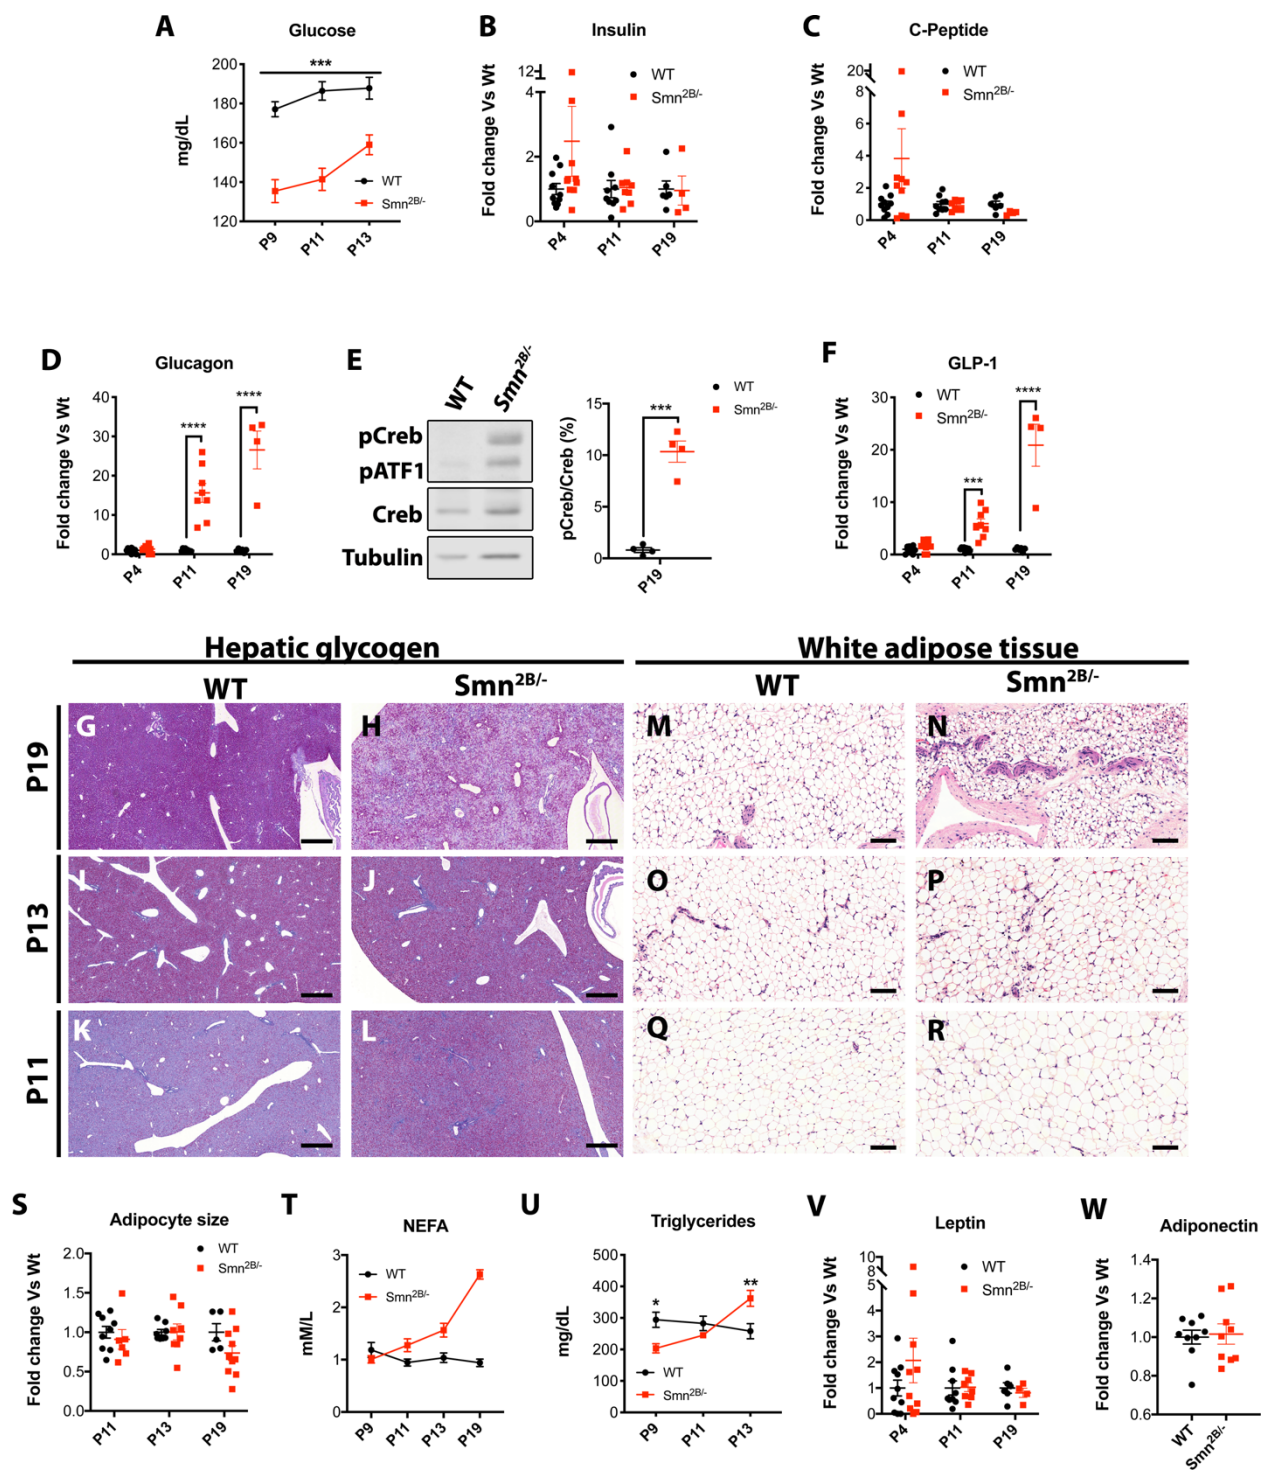 A
Glucose
***
mg/dL
200
180
160
140
120
WT
Smn2B/-
P9
P11
P13
B
Insulin
Fold change Vs Wt
12
4
2
0
WT
Smn2B/-
P4
P11
P19
C
C-Peptide
Fold change Vs Wt
20
8
6
4
2
0
WT
Smn2B/-
P4
P11
P19
D
Glucagon
Fold change Vs Wt
40
30
20
10
0
****
****
P4
P11
P19
E
WT
Smn2B/-
pCreb
pATF1
Creb
Tubulin
pCreb/Creb (%)
15
10
5
0
***
WT
Smn2B/-
P19
F
GLP-1
Fold change Vs Wt
30
20
10
0
WT
Smn2B/-
***
****
P4
P11
P19
Hepatic glycogen
White adipose tissue
WT
Smn2B/-
WT
Smn2B/-
P19
G
H
M
N
P13
I
J
O
P
P11
K
L
Q
R
S
Adipocyte size
Fold change Vs Wt
2.0
1.5
1.0
0.5
0.0
WT
Smn2B/-
P11
P13
P19
T
NEFA
mM/L
3
2
1
0
WT
Smn2B/-
P9
P11
P13
P19
U
Triglycerides
mg/dL
500
400
300
200
100
0
*
**
WT
Smn2B/-
P9
P11
P13
V
Leptin
Fold change Vs Wt
10
8
5
4
3
2
1
0
WT
Smn2B/-
P4
P11
P19
W
Adiponectin
Fold change Vs Wt
1.4
1.2
1.0
0.8
0.6
WT
Smn2B/-